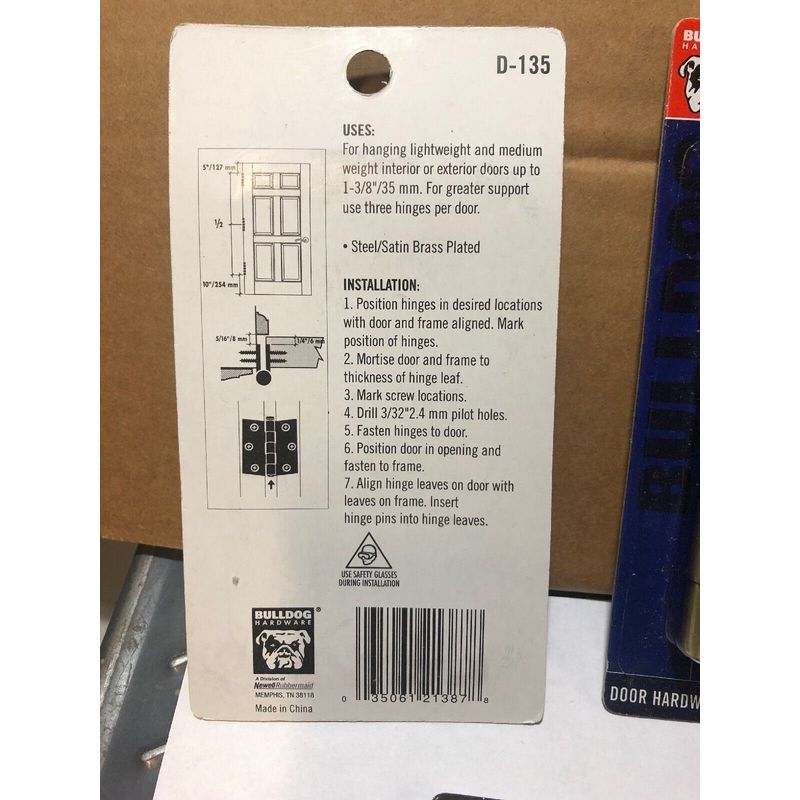 D-135
USES:
For hanging lightweight and medium
weight interior or exterior doors up to
1-3/8"/35 mm. For greater support
use three hinges per door.
• Steel/Satin Brass Plated
INSTALLATION:
1. Position hinges in desired locations
with door and frame aligned. Mark
position of hinges.
2. Mortise door and frame to
thickness of hinge leaf.
3. Mark screw locations.
4. Drill 3/32"2.4 mm pilot holes.
5. Fasten hinges to door.
6. Position door in opening and
fasten to frame.
7. Align hinge leaves on door with
leaves on frame. Insert
hinge pins into hinge leaves.
5"/127 mm
1/2
10"/254 mm
5/16"/8 mm
1/4"/6 mm
USE SAFETY GLASSES
DURING INSTALLATION
BULLDOG®
HARDWARE
A Division of
Newell Rubbermaid
MEMPHIS, TN 38118
Made in China
0 35061 21387 8
BU
HA
BULLDOG
DOOR HARDW